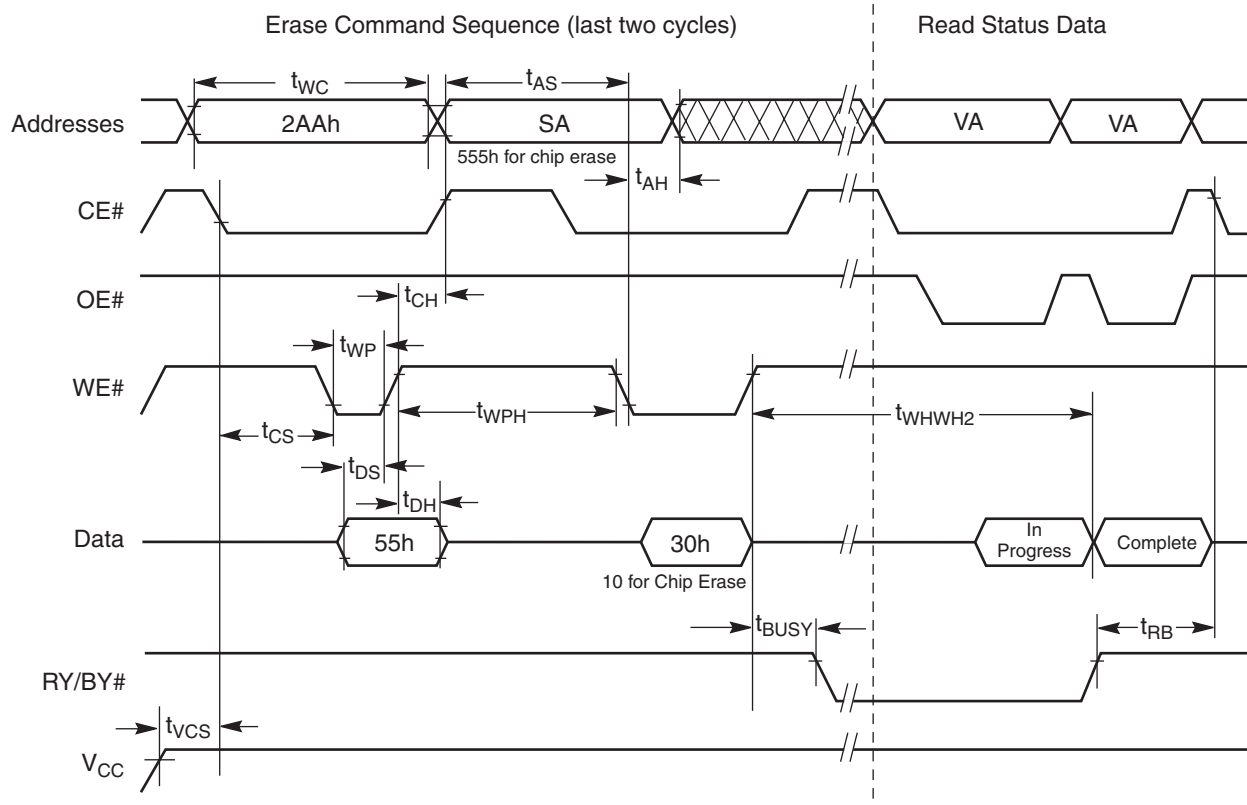 Erase Command Sequence (last two cycles)
Read Status Data
tWC
tAS
Addresses
2AAh
SA
VA
VA
555h for chip erase
tAH
CE#
OE#
tCH
tWP
WE#
tWPH
tWHWH2
tCS
tDS
tDH
Data
55h
30h
In
Progress
Complete
10 for Chip Erase
tBUSY
tRB
RY/BY#
tVCS
VCC